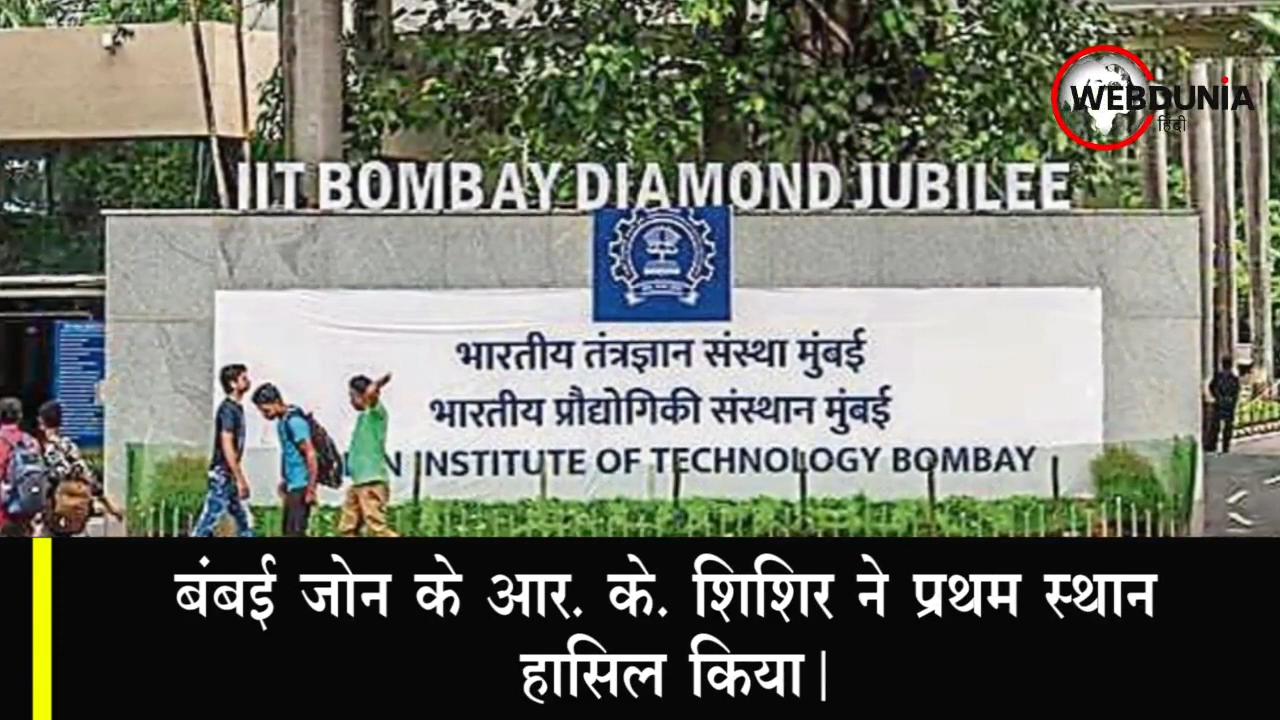 WEBDUNIA
हिंदी
IIT BOMBAY DIAMOND JUBILEE
भारतीय तंत्रज्ञान संस्था मुंबई
भारतीय प्रौद्योगिकी संस्थान मुंबई
INSTITUTE OF TECHNOLOGY BOMBAY
बंबई जोन के आर. के. शिशिर ने प्रथम स्थान
हासिल किया|